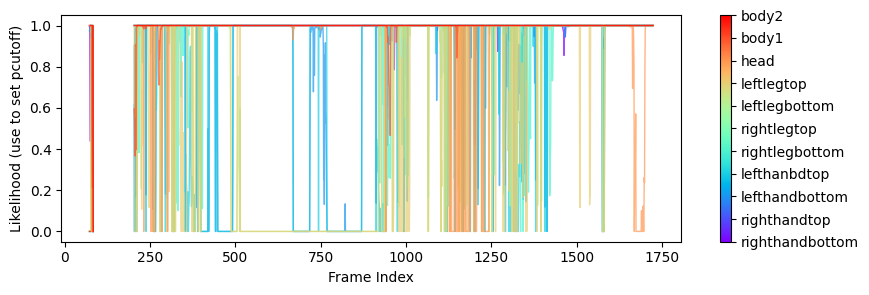 Likelihood (use to set pcutoff)
1.0
0.8
0.6
0.4
0.2
0.0
0
250
500
750
1000
1250
1500
1750
Frame Index
body2
body1
head
leftlegtop
leftlegbottom
rightlegtop
rightlegbottom
lefthanbdtop
lefthandbottom
righthandtop
righthandbottom